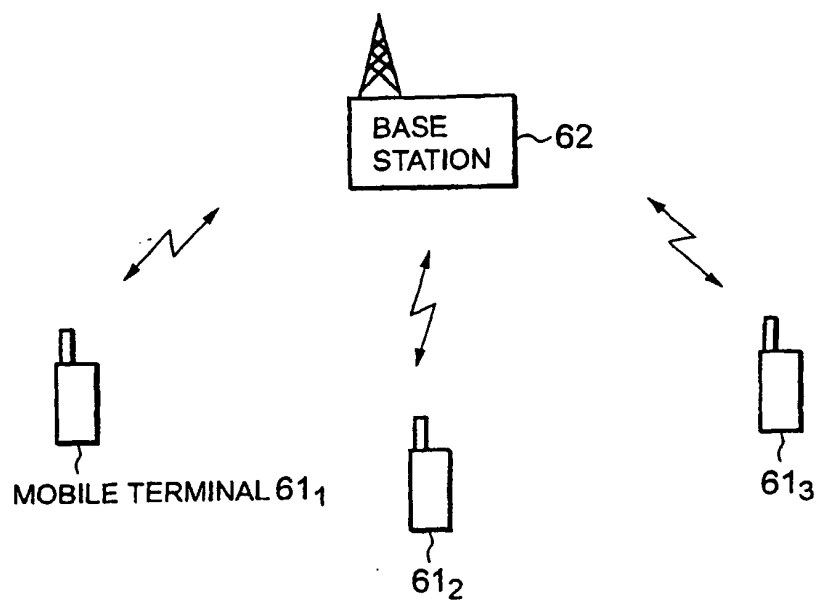 BASE
STATION
62
MOBILE TERMINAL 61₁
61₂
61₃